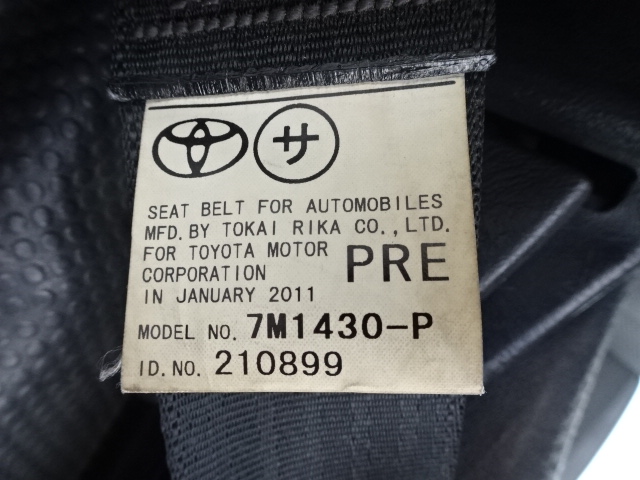 サ
SEAT BELT FOR AUTOMOBILES
MFD. BY TOKAI RIKA CO., LTD.
FOR TOYOTA MOTOR
CORPORATION PRE
IN JANUARY 2011
MODEL NO. 7M1430-P
ID. NO. 210899